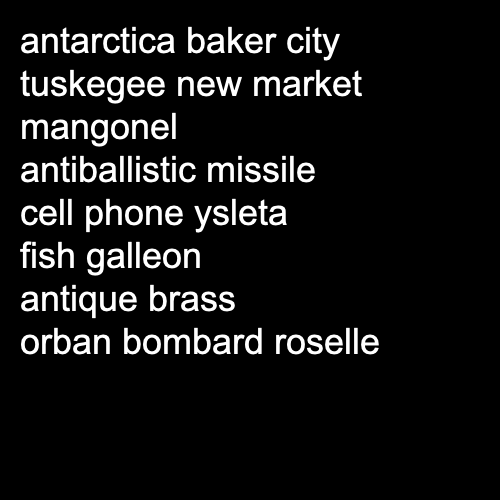 antarctica baker city
tuskegee new market
mangonel
antiballistic missile
cell phone ysleta
fish galleon
antique brass
orban bombard roselle